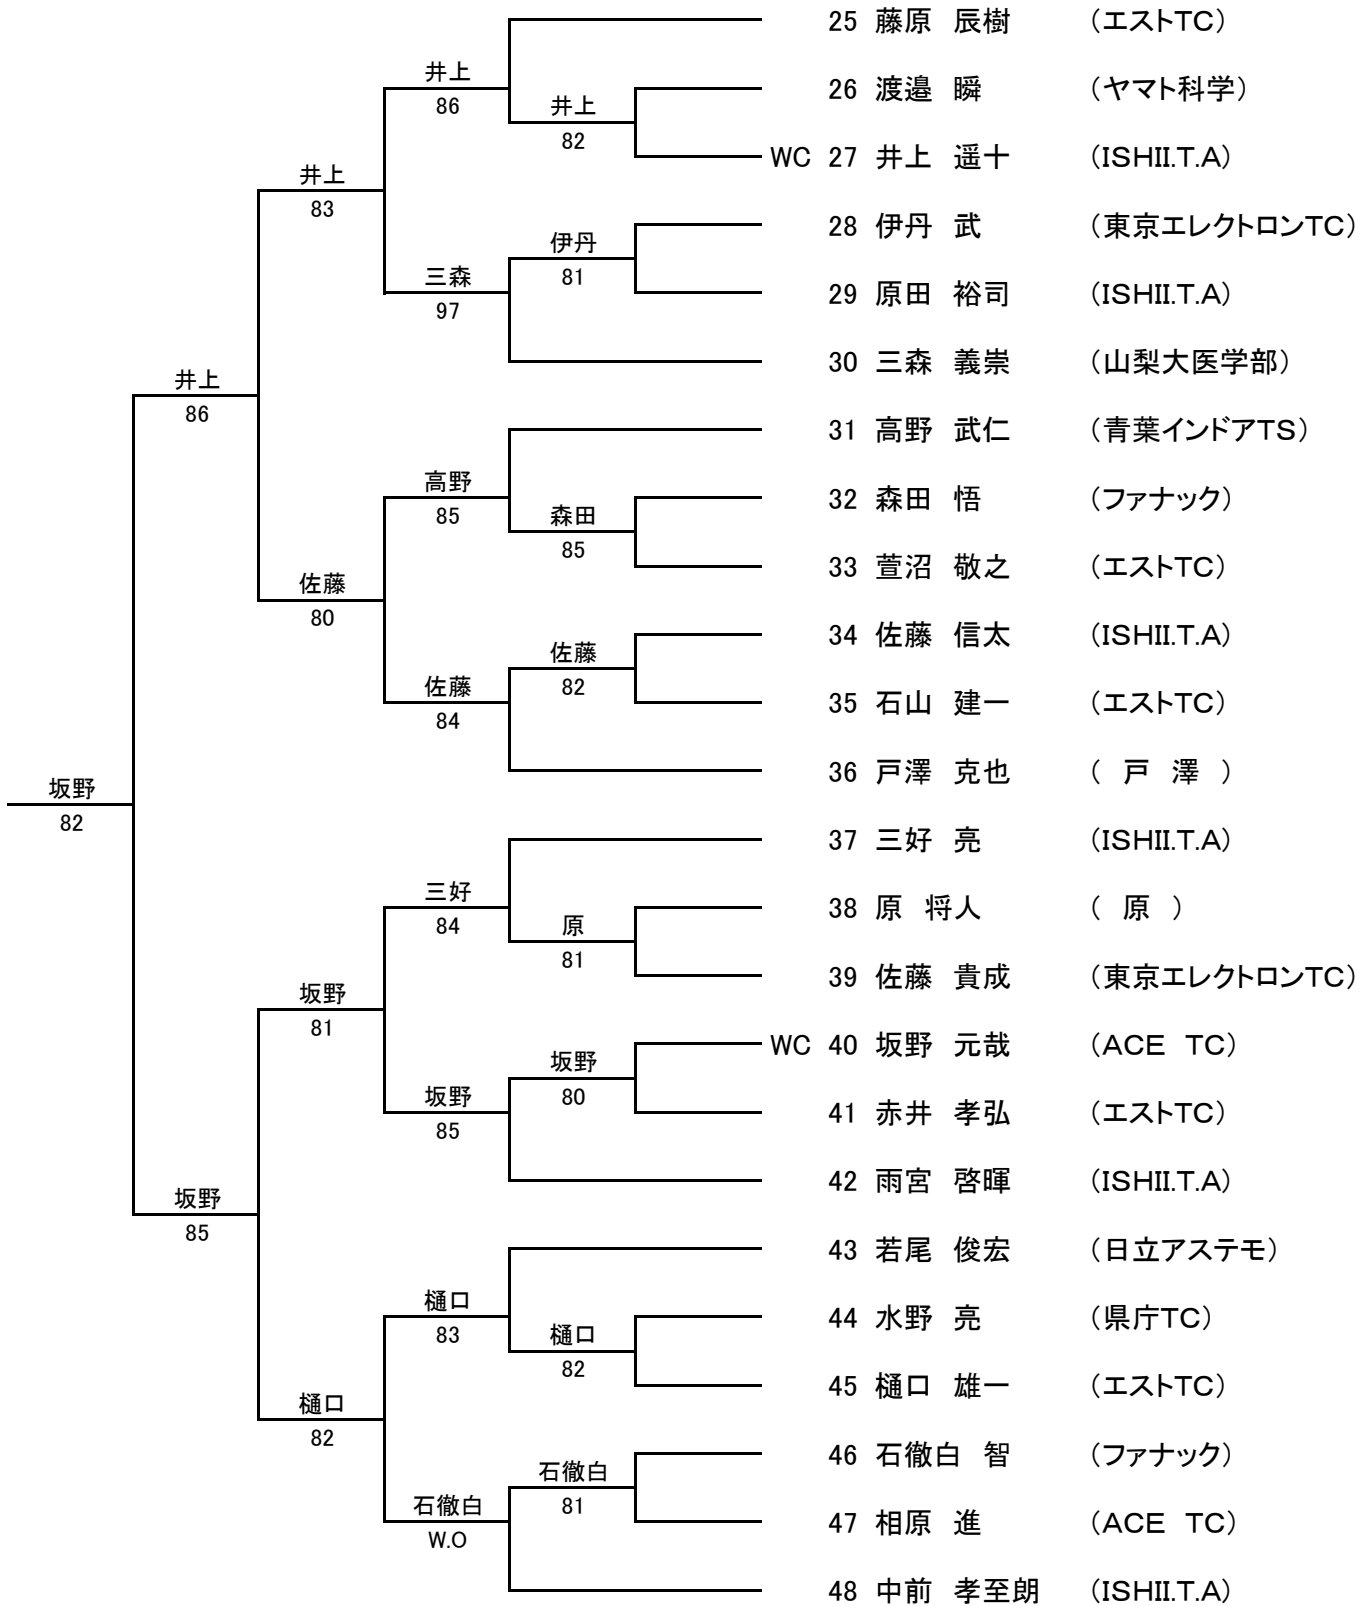 25 藤原 辰樹 （エストTC）
井上
26 渡邉 瞬 （ヤマト科学）
86 井上
82
WC 27 井上 遥十 （ISHII.T.A）
井上
83
28 伊丹 武 （東京エレクトロンTC）
伊丹
三森 81
29 原田 裕司 （ISHII.T.A）
97
30 三森 義崇 （山梨大医学部）
井上
86
31 高野 武仁 （青葉インドアTS）
高野
32 森田 悟 （ファナック）
85 森田
85
33 萱沼 敬之 （エストTC）
佐藤
80
34 佐藤 信太 （ISHII.T.A）
佐藤
佐藤 82
35 石山 建一 （エストTC）
84
36 戸澤 克也 （ 戸 澤 ）
坂野
82
37 三好 亮 （ISHII.T.A）
三好
38 原 将人 （ 原 ）
84 原
81
39 佐藤 貴成 （東京エレクトロンTC）
坂野
81
WC 40 坂野 元哉 （ACE TC）
坂野
坂野 80
41 赤井 孝弘 （エストTC）
85
42 雨宮 啓暉 （ISHII.T.A）
坂野
85
43 若尾 俊宏 （日立アステモ）
樋口
44 水野 亮 （県庁TC）
83 樋口
82
45 樋口 雄一 （エストTC）
樋口
82
46 石徹白 智 （ファナック）
石徹白
石徹白 81
47 相原 進 （ACE TC）
W.O
48 中前 孝至朗 （ISHII.T.A）